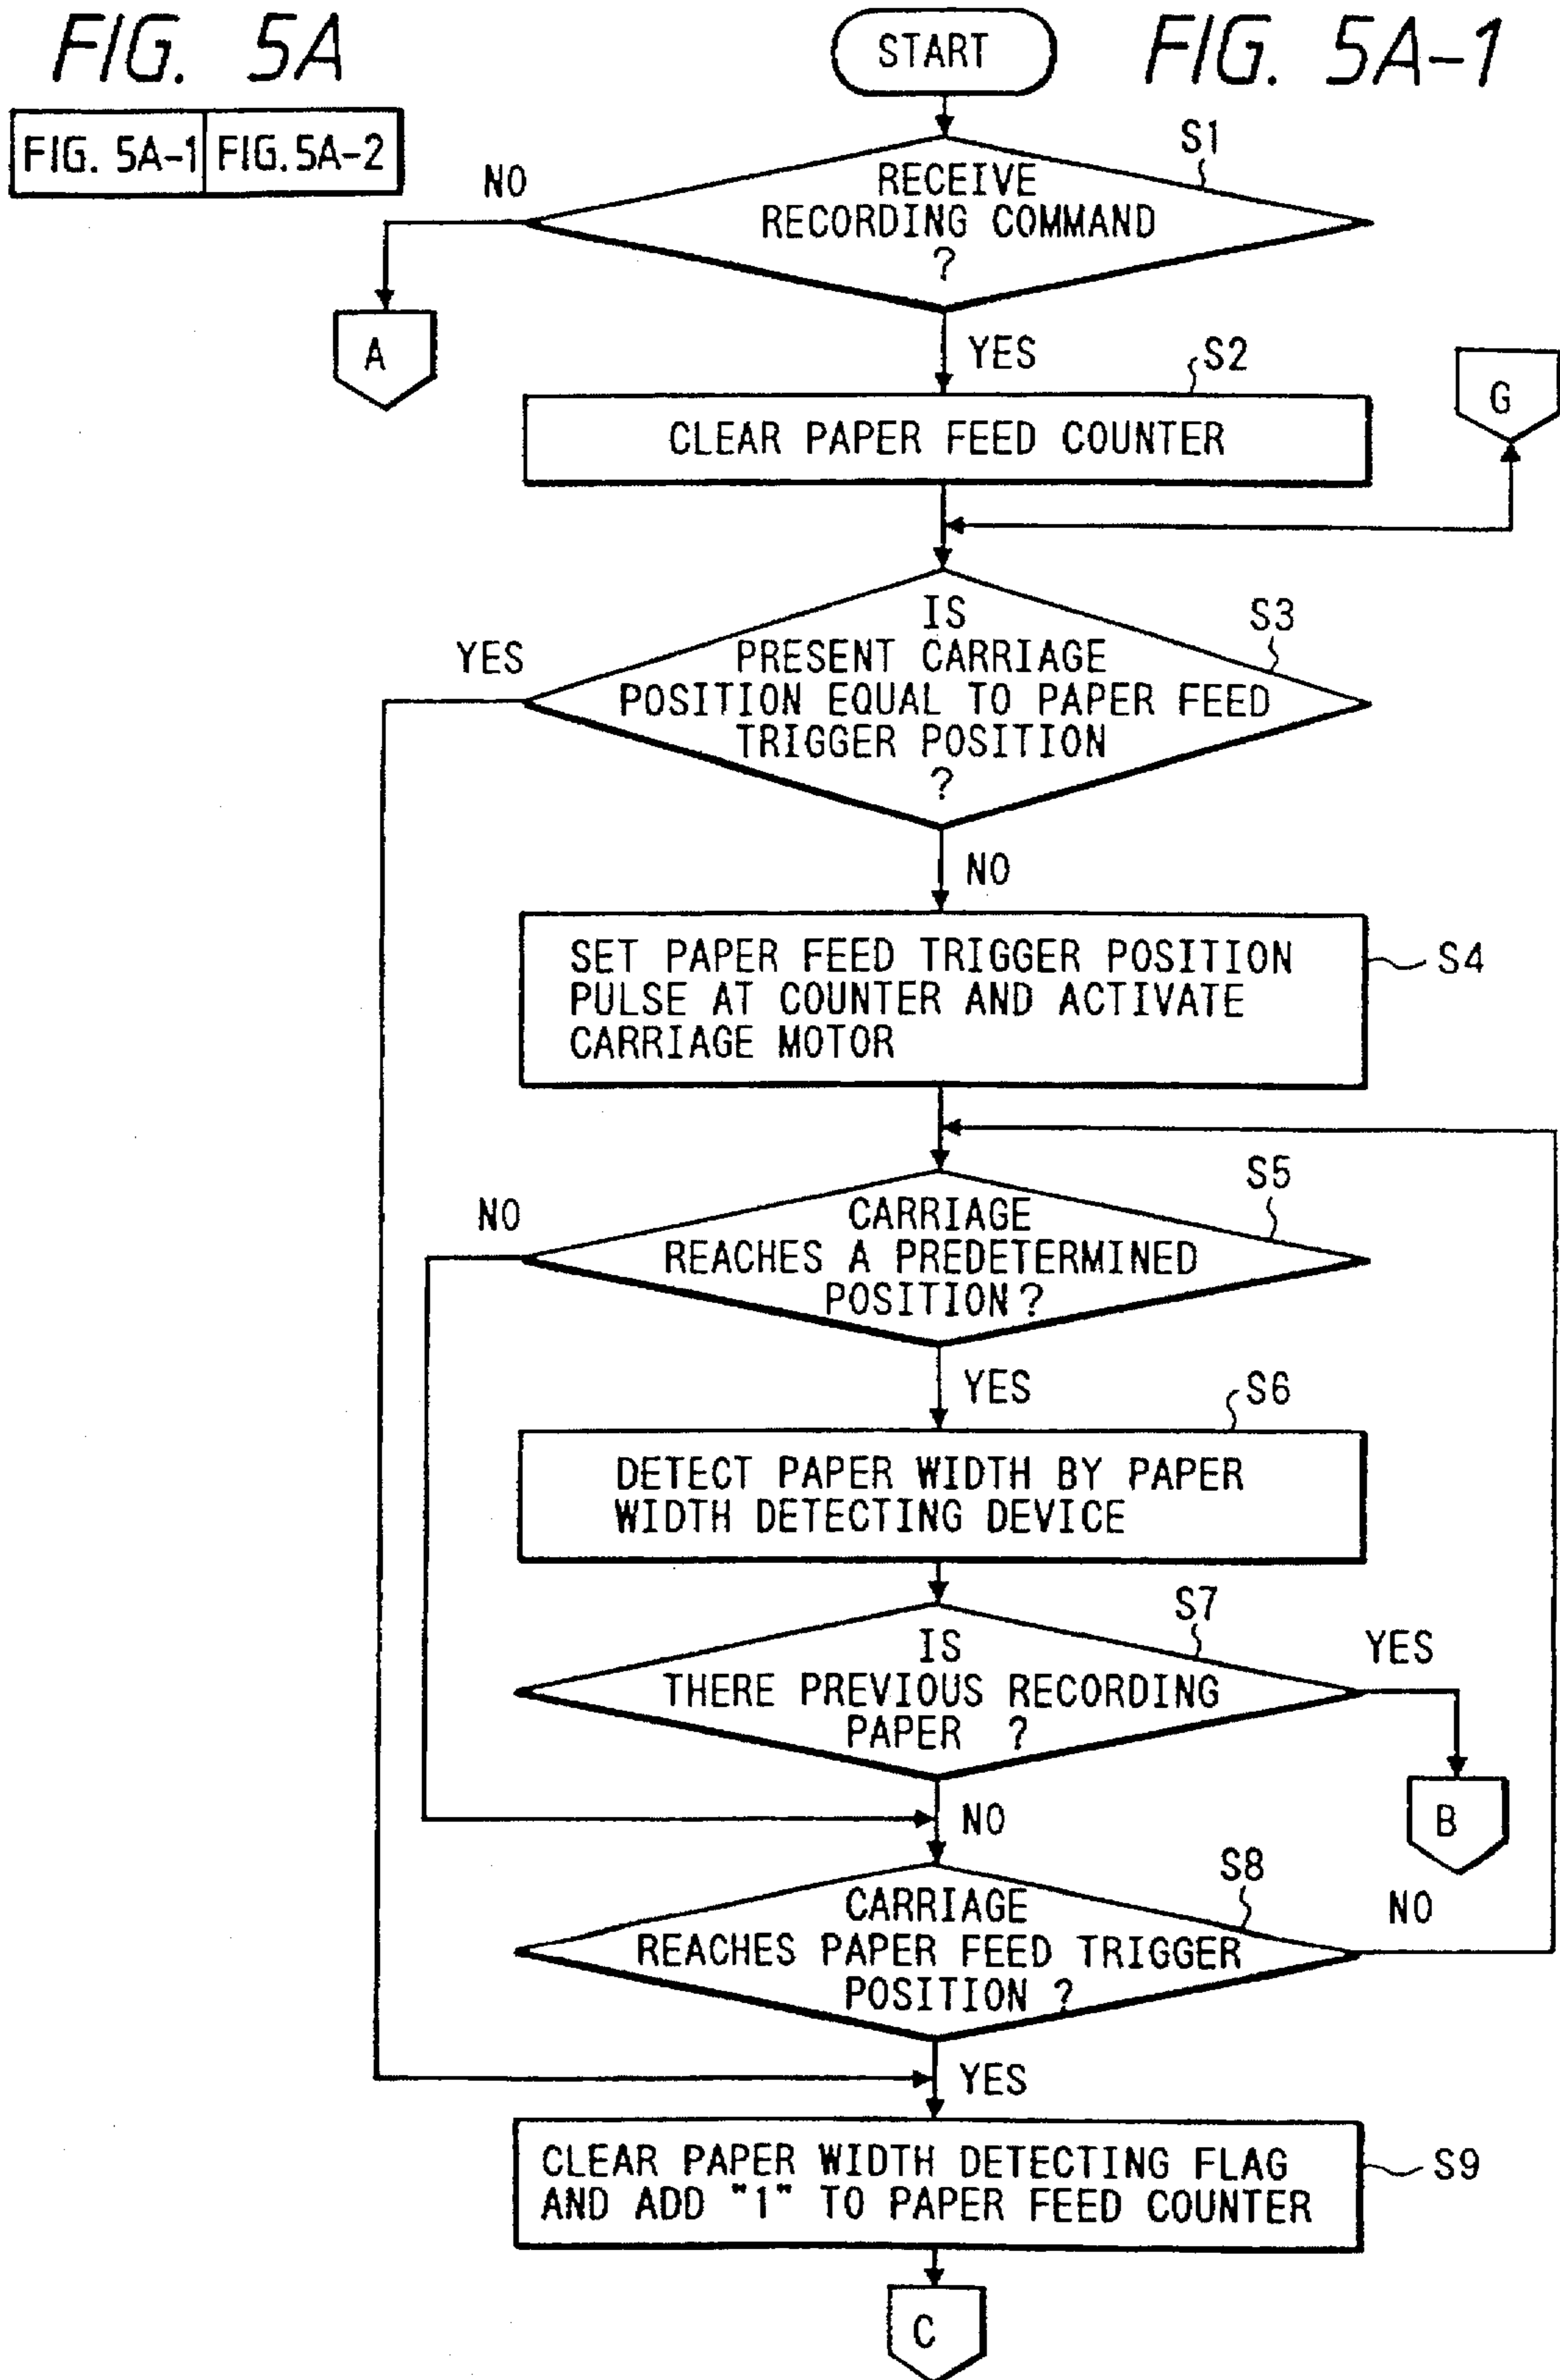 FIG. 5A
FIG. 5A-1 FIG. 5A-2
FIG. 5A-1
START
S1
RECEIVE
RECORDING COMMAND
?
NO
A
YES
S2
CLEAR PAPER FEED COUNTER
G
S3
IS
PRESENT CARRIAGE
POSITION EQUAL TO PAPER FEED
TRIGGER POSITION
?
YES
NO
SET PAPER FEED TRIGGER POSITION
PULSE AT COUNTER AND ACTIVATE
CARRIAGE MOTOR
S4
S5
CARRIAGE
REACHES A PREDETERMINED
POSITION?
NO
YES
S6
DETECT PAPER WIDTH BY PAPER
WIDTH DETECTING DEVICE
S7
IS
THERE PREVIOUS RECORDING
PAPER ?
YES
B
NO
S8
CARRIAGE
REACHES PAPER FEED TRIGGER
POSITION ?
NO
YES
CLEAR PAPER WIDTH DETECTING FLAG
AND ADD "1" TO PAPER FEED COUNTER
S9
C